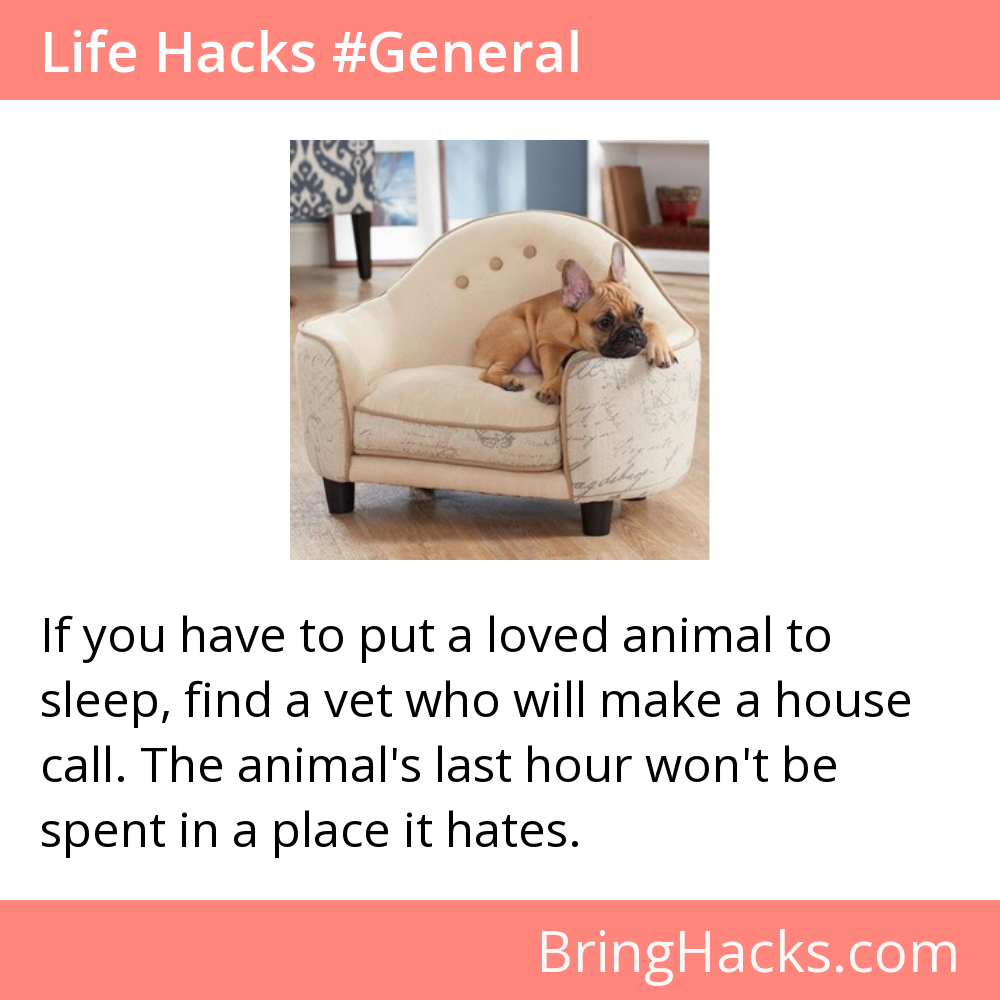 Life Hacks #General
If you have to put a loved animal to
sleep, find a vet who will make a house
call. The animal's last hour won't be
spent in a place it hates.
BringHacks.com